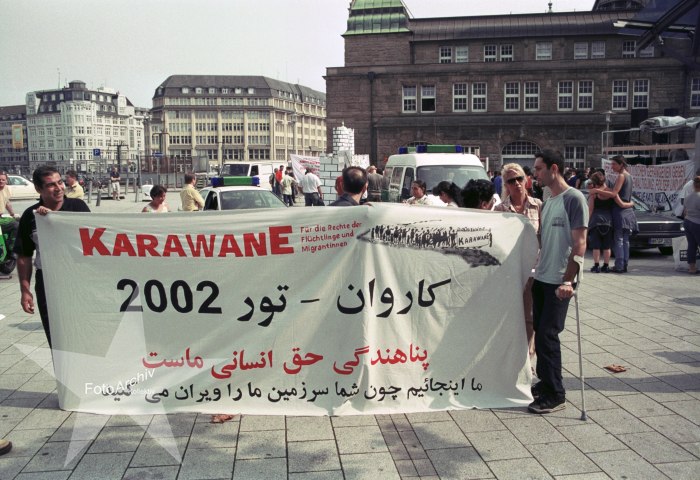 KARAWANE
Für die Rechte der
Flüchtlinge und
Migrantinnen
KARAWANE
کاروان - تور 2002
پناهندگی حق انسانی ماست
ما اینجائیم چون شما سرزمین ما را ویران می کنید
FotoArchiv